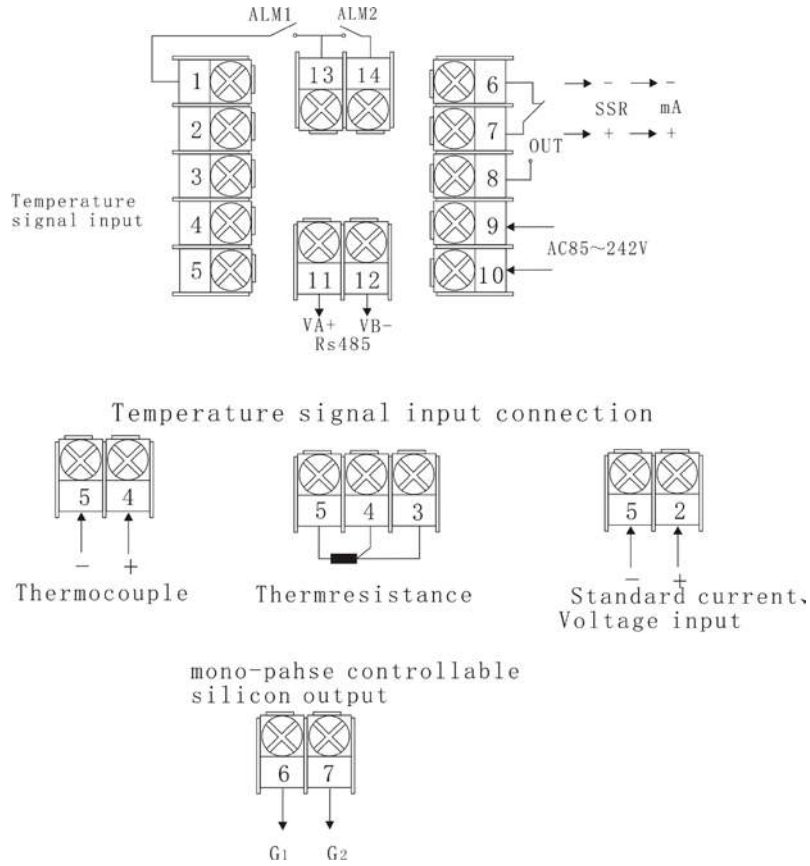 ALM1 ALM2
1 13 14 6 - -
SSR mA
2 7 + +
OUT
3 8
Temperature
signal input
4 9
AC85~242V
5 11 12 10
VA+ VB-
Rs485
Temperature signal input connection
5 4 5 4 3 5 2
- + - +
Thermocouple Thermresistance Standard current、
Voltage input
mono-pahse controllable
silicon output
6 7
G1 G2